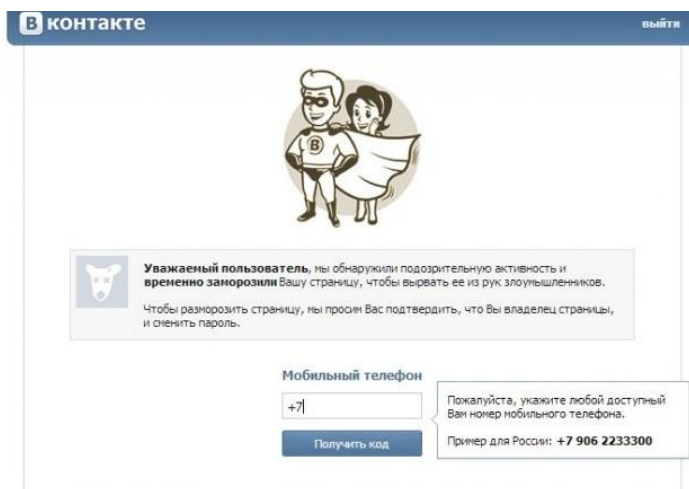 В контакте
выйти
В
Уважаемый пользователь, мы обнаружили подозрительную активность и
временно заморозили Вашу страницу, чтобы вырвать ее из рук злоумышленников.
Чтобы разморозить страницу, мы просим Вас подтвердить, что Вы владелец страницы,
и сменить пароль.
Мобильный телефон
+7
Получить код
Пожалуйста, укажите любой доступный
Вам номер мобильного телефона.
Пример для России: +7 906 2233300